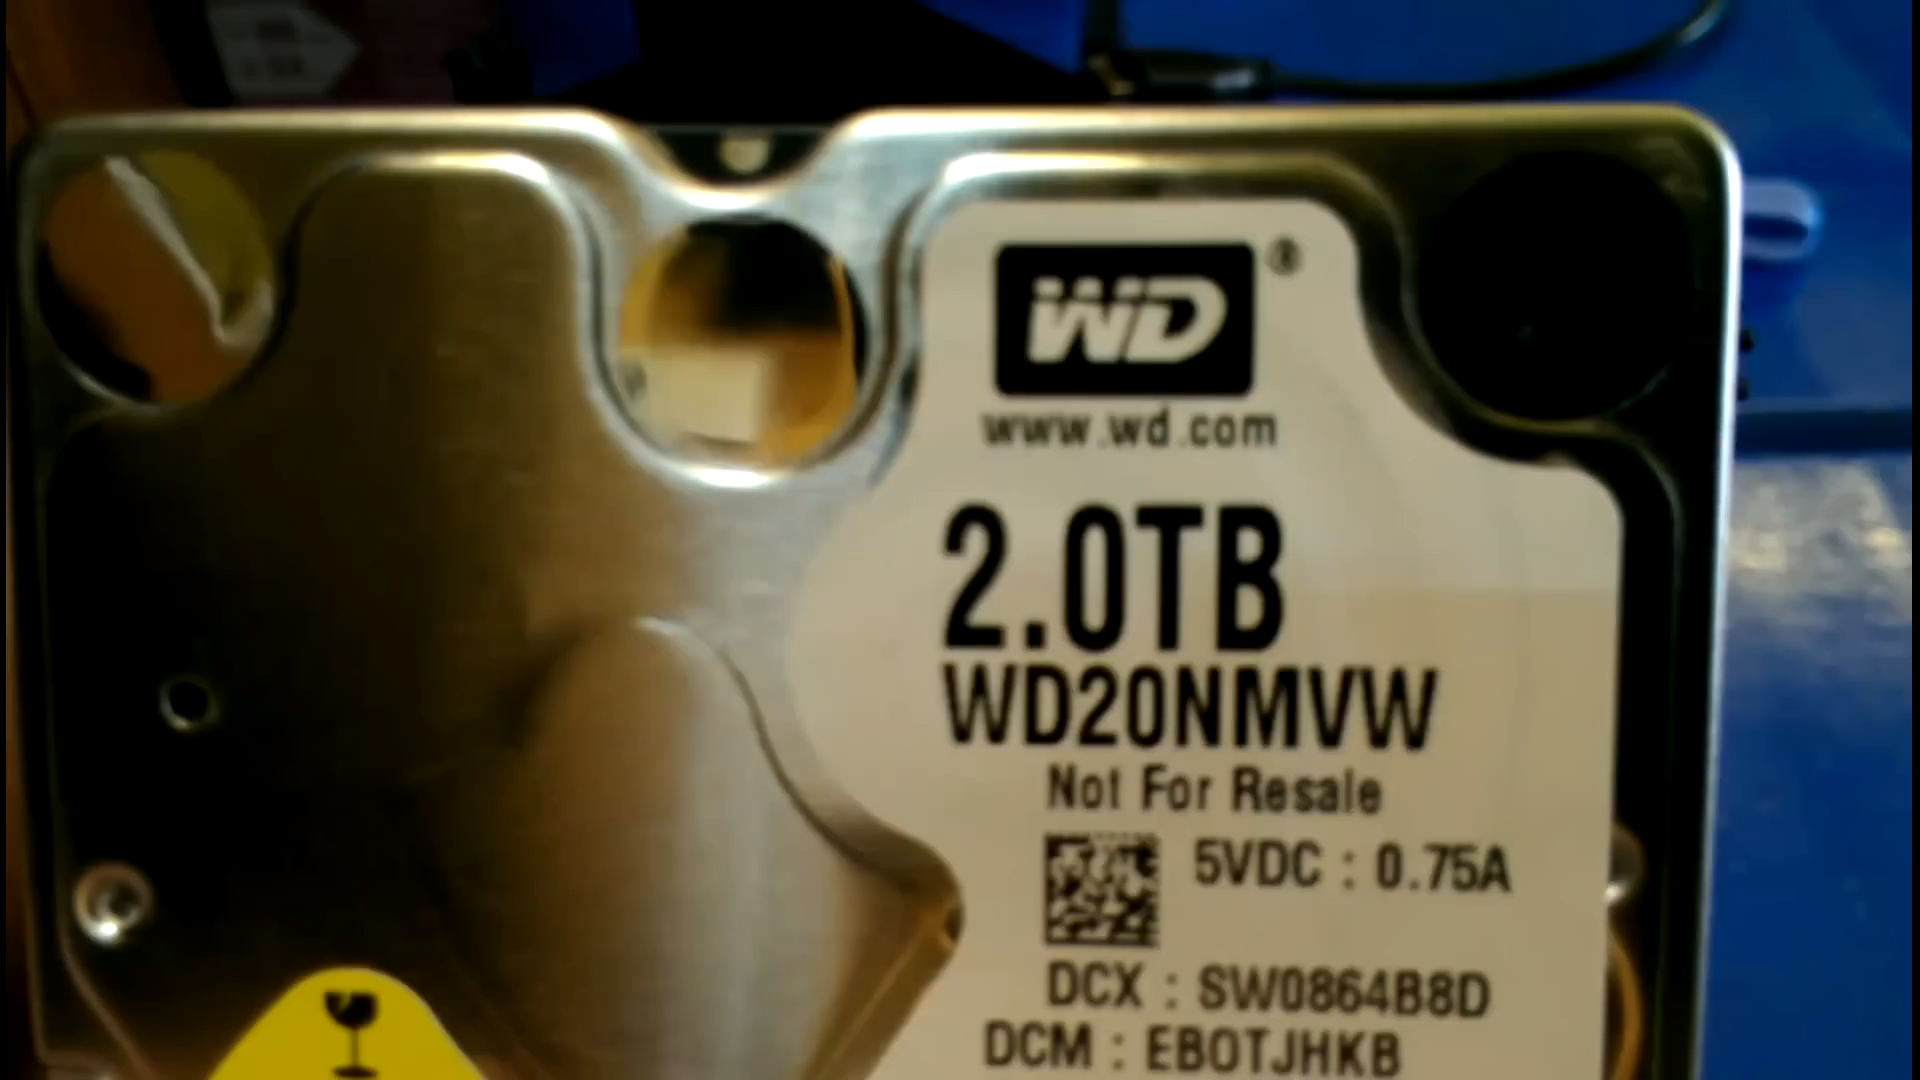 WD®
www.wd.com
2.0TB
WD20NMVW
Not For Resale
5VDC : 0.75A
DCX : SW0864B8D
DCM : EBOTJHKB